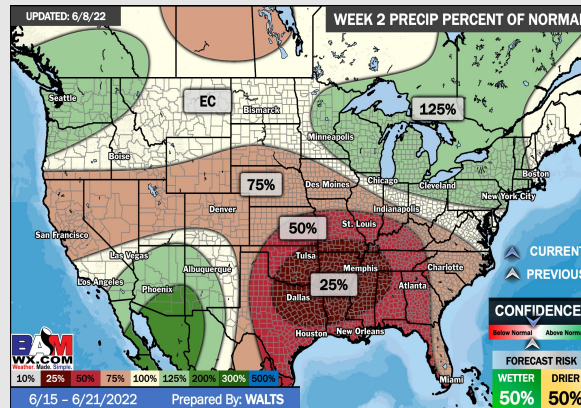 UPDATED: 6/8/22
WEEK 2 PRECIP PERCENT OF NORMA
Seattle
EC
Bismarck
125%
Minneapolis
Boise
Boston
75%
Des Moines
Chicago
Cleveland
New York City
Denver
Indianapolis
50%
St. Louis
San Francisco
Las Vegas
Tulsa
CURRENT
Albuquerque
Memphis
Charlotte
PREVIOUS
Los Angeles
Phoenix
25%
Dallas
Atlanta
CONFIDENCE
Houston
New Orleans
Below Normal
Above Norm
BAM
WX.COM
Weather. Made. Simple.
FORECAST RISK
10% 25% 50% 75% 100% 125% 200% 300% 500%
Miami
WETTER
DRIER
6/15 – 6/21/2022
Prepared By: WALTS
50%
50%